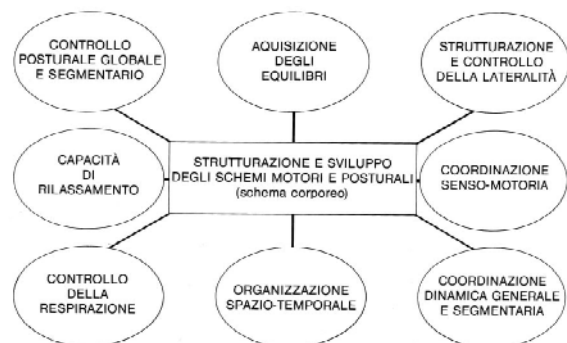 CONTROLLO
POSTURALE GLOBALE
E SEGMENTARIO
AQUISIZIONE
DEGLI
EQUILIBRI
STRUTTURAZIONE
E CONTROLLO
DELLA LATERALITÀ
CAPACITÀ
DI
RILASSAMENTO
STRUTTURAZIONE E SVILUPPO
DEGLI SCHEMI MOTORI E POSTURALI
(schema corporeo)
COORDINAZIONE
SENSO-MOTORIA
CONTROLLO
DELLA
RESPIRAZIONE
ORGANIZZAZIONE
SPAZIO-TEMPORALE
COORDINAZIONE
DINAMICA GENERALE
E SEGMENTARIA